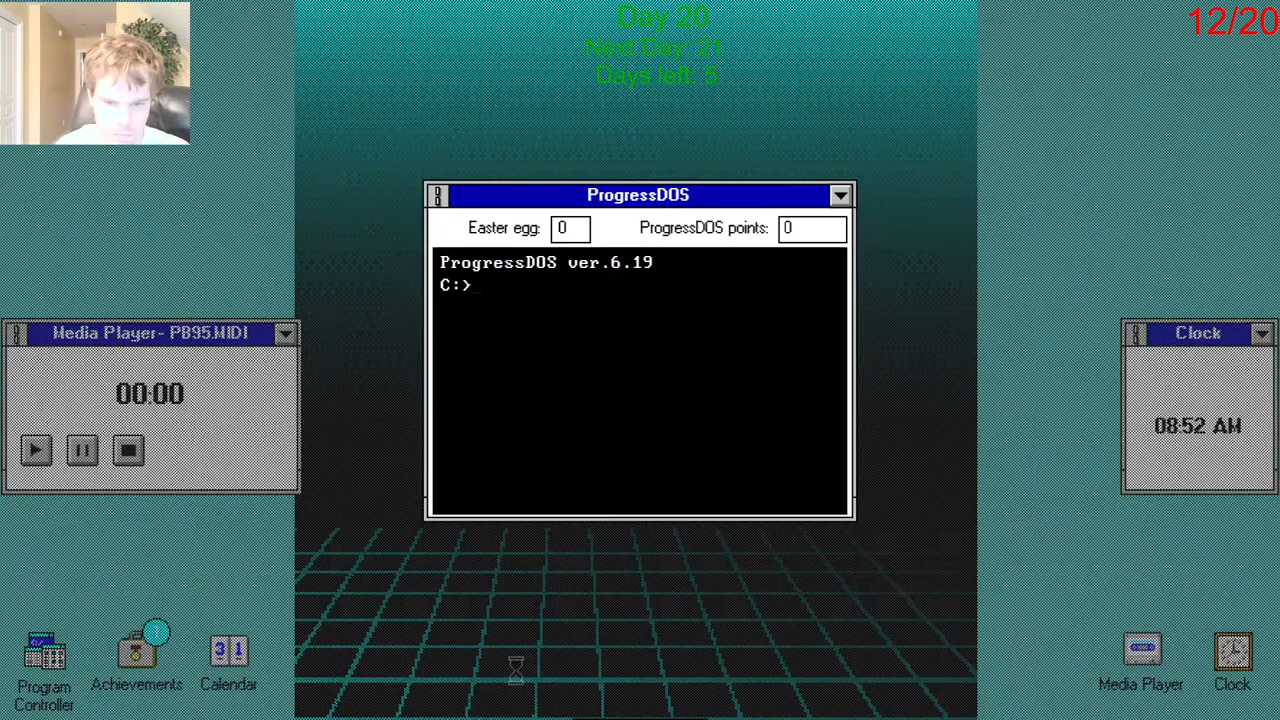 Day 20
Next Day: 21
Days left: 5
12/20
ProgressDOS
Easter egg: 0
ProgressDOS points: 0
ProgressDOS ver.6.19
C:>_
Media Player- PB95.MIDI
00:00
Clock
08:52 AM
Program Controller
1
Achievements
31
Calendar
Media Player
Clock